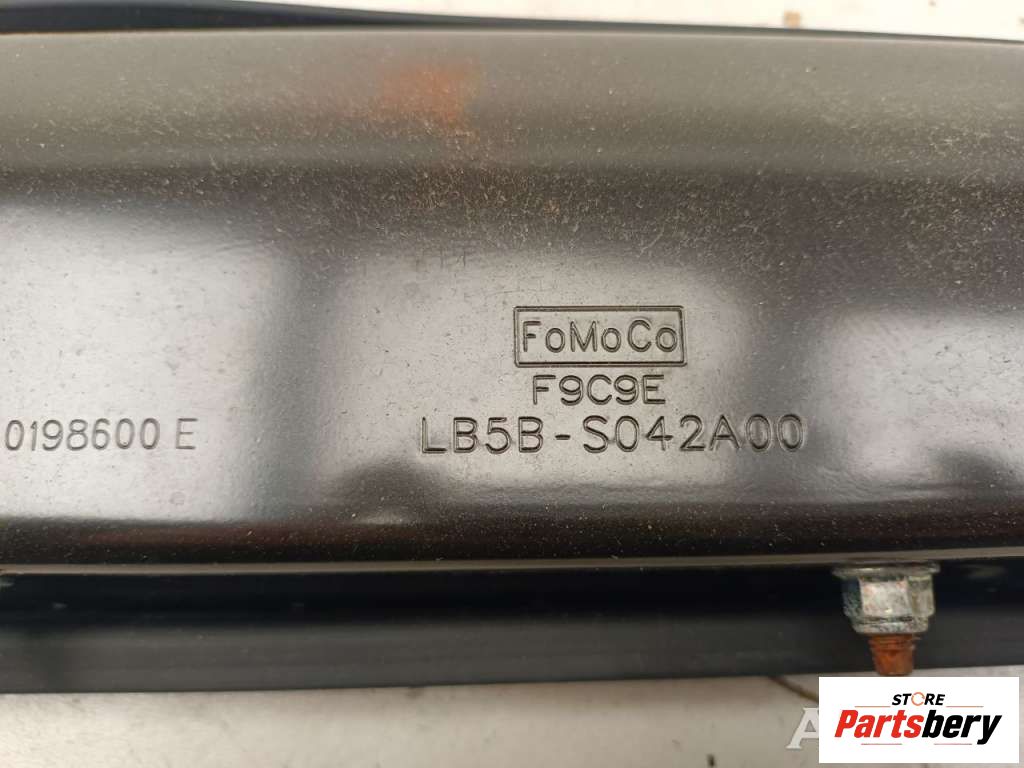 FoMoCo
F9C9E
0198600 E
LB5B-S042A00
STORE
Partsbery